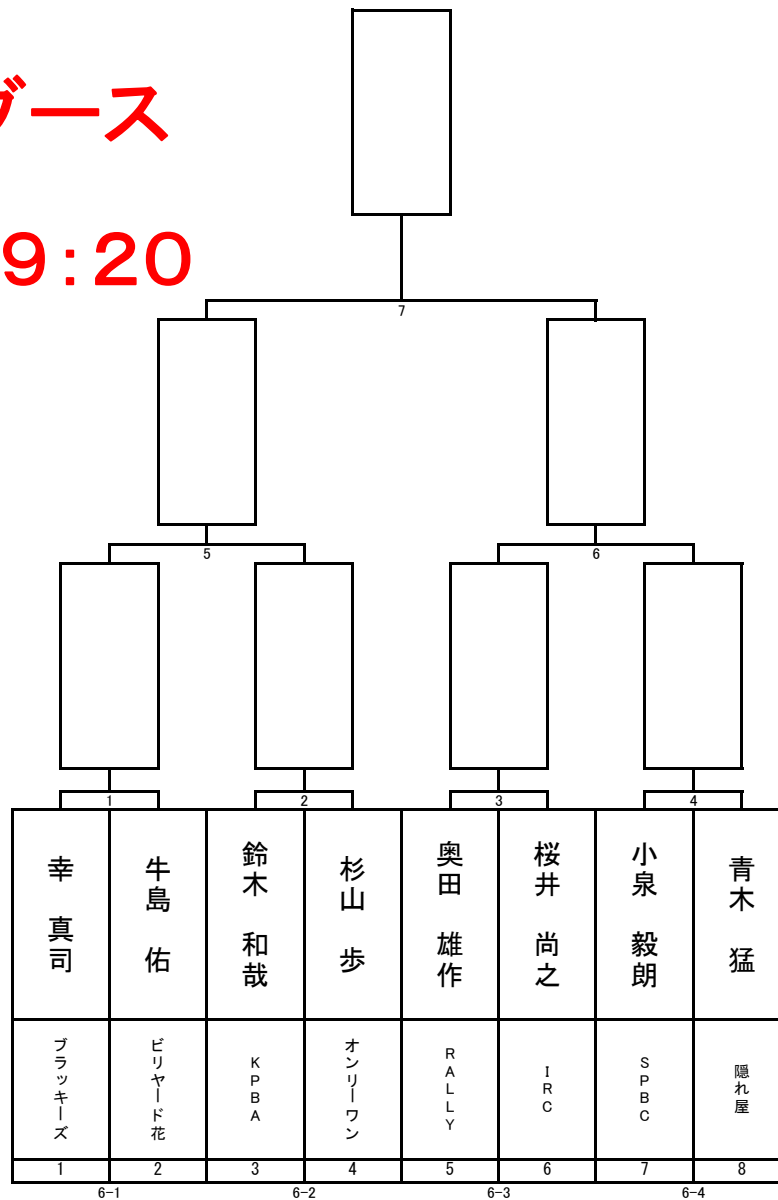 ブース
9:20
7
5
6
1
2
3
4
幸 真司
牛島 佑
鈴木 和哉
杉山 歩
奥田 雄作
桜井 尚之
小泉 毅朗
青木 猛
ブラッキーズ
ビリヤード花
KPBA
オンリーワン
RALLY
IRC
SPBC
隠れ屋
1 2 3 4 5 6 7 8
6-1 6-2 6-3 6-4